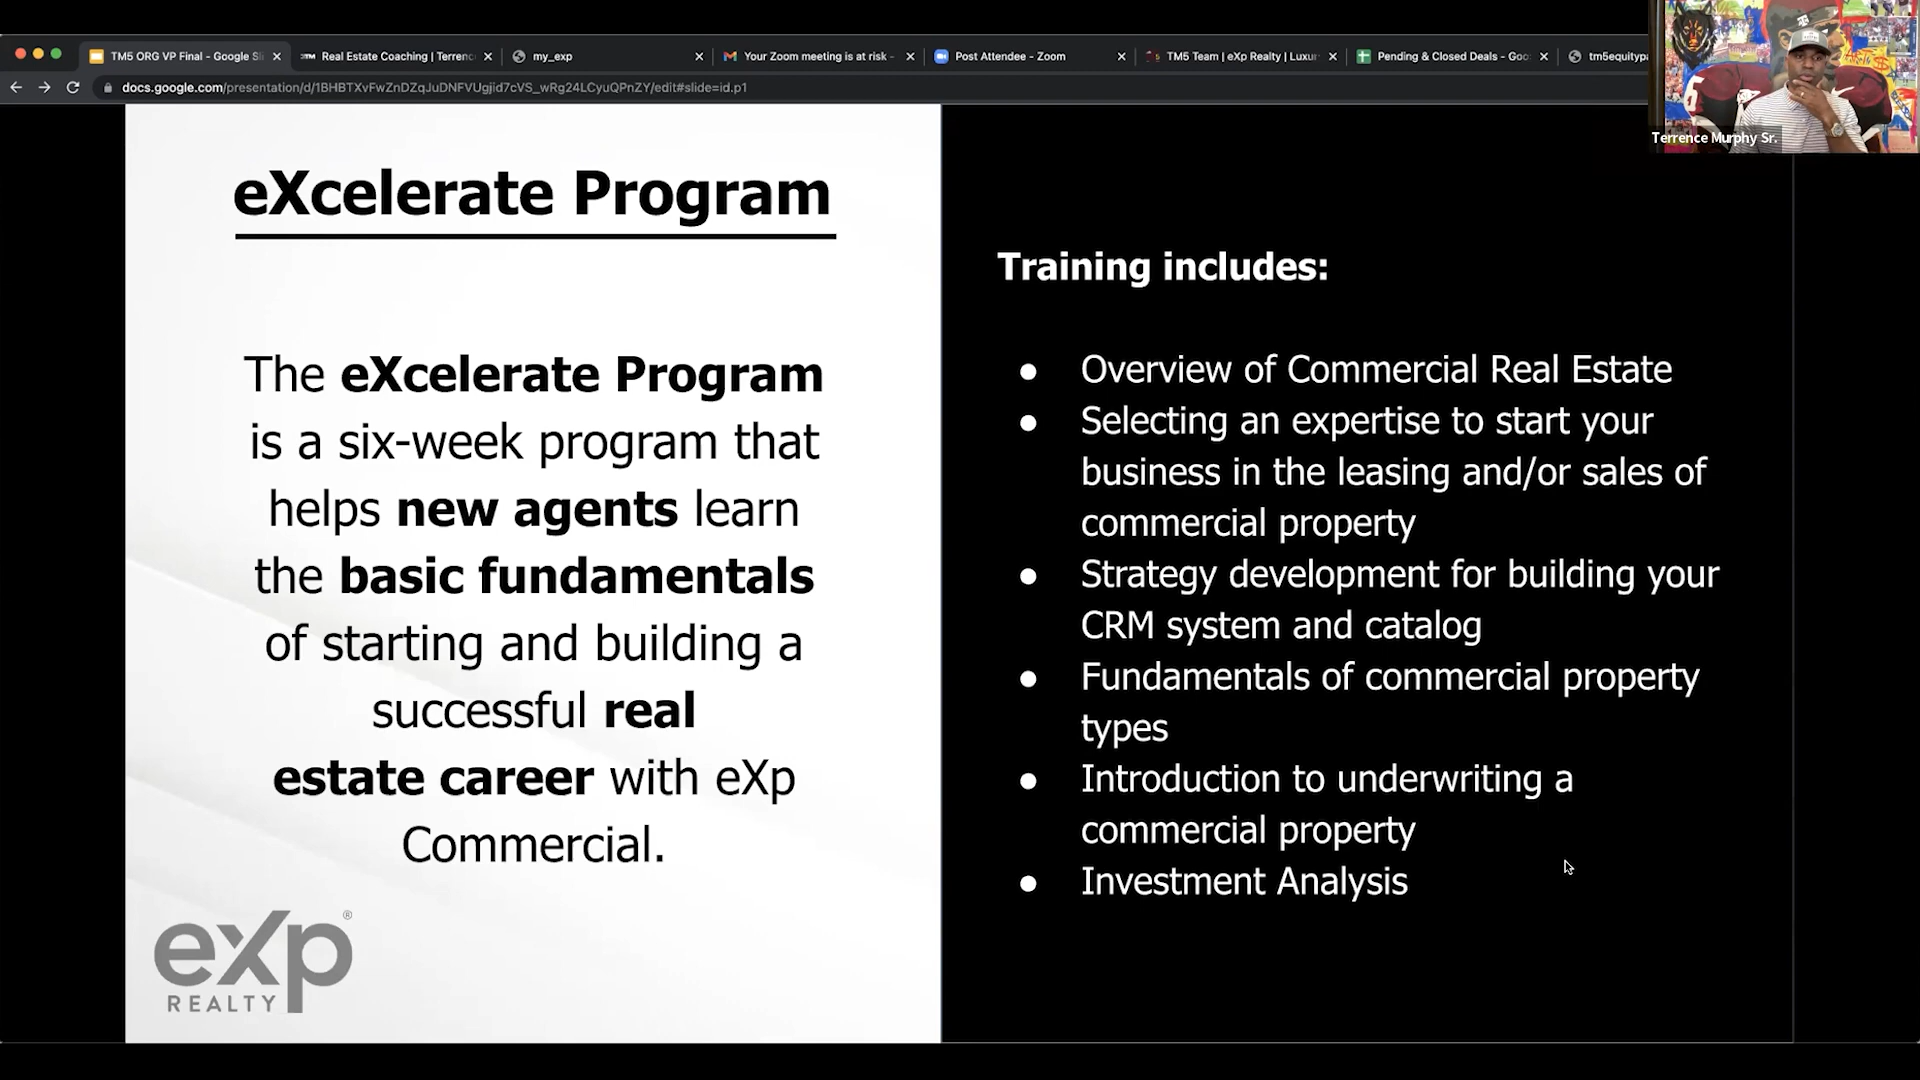 TM5 ORG VP Final - Google Sli
Real Estate Coaching | Terrenc
my_exp
Your Zoom meeting is at risk -
Post Attendee - Zoom
TM5 Team | eXp Realty | Luxur
Pending & Closed Deals - Goo
tm5equitypa
docs.google.com/presentation/d/1BHBTXvFwZnDZqJuDNFVUgjid7cVS_wRg24LCyuQPnZY/edit#slide=id.p1
Terrence Murphy Sr.
eXcelerate Program
The eXcelerate Program
is a six-week program that
helps new agents learn
the basic fundamentals
of starting and building a
successful real
estate career with eXp
Commercial.
eXp®
REALTY
Training includes:
● Overview of Commercial Real Estate
● Selecting an expertise to start your
business in the leasing and/or sales of
commercial property
● Strategy development for building your
CRM system and catalog
● Fundamentals of commercial property
types
● Introduction to underwriting a
commercial property
● Investment Analysis